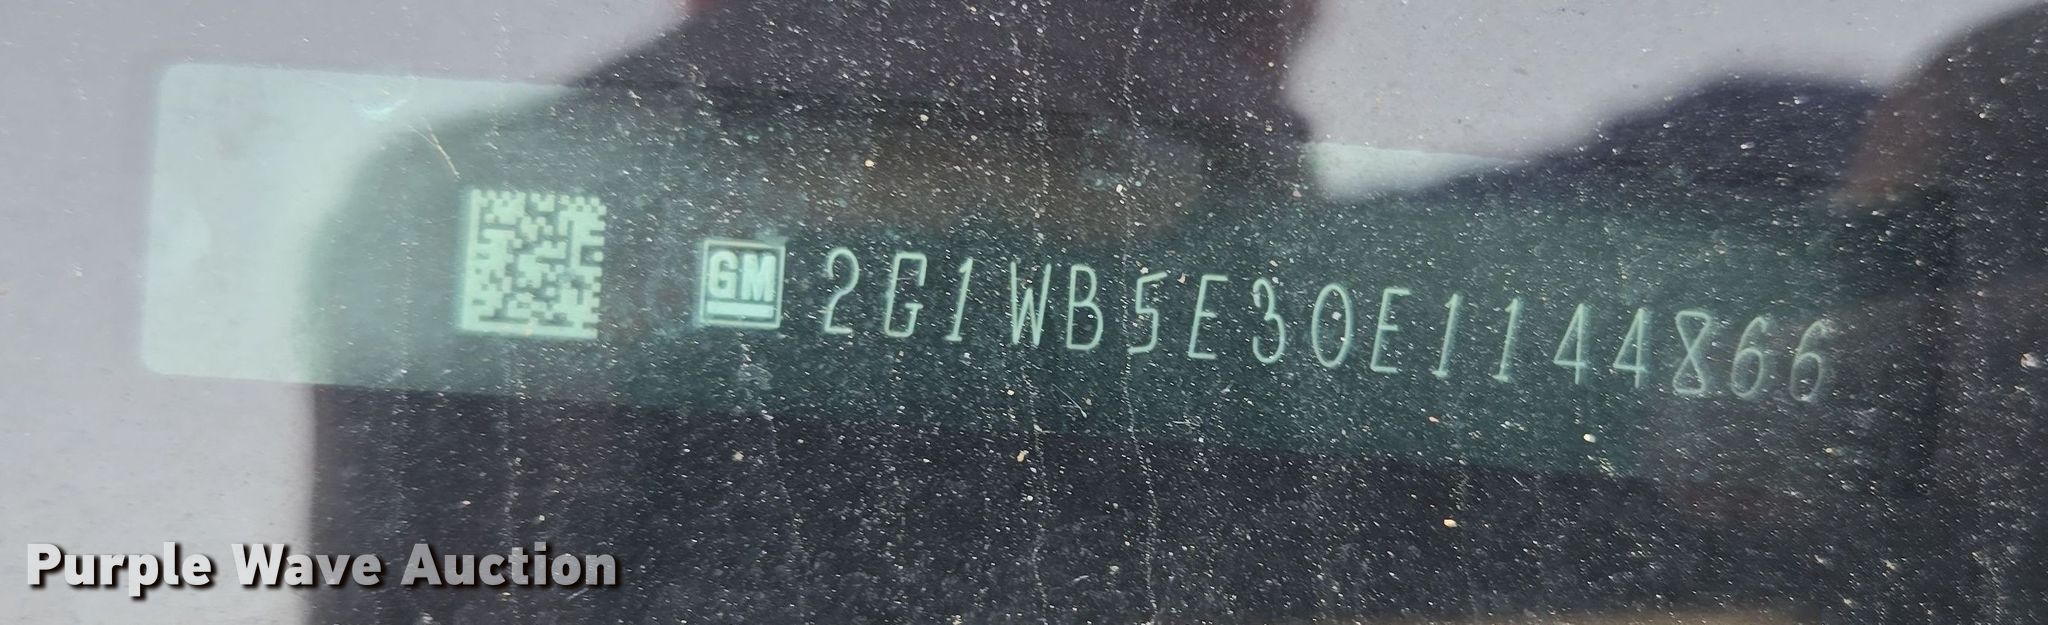 GM 2G1WB5E30E1144866
Purple Wave Auction